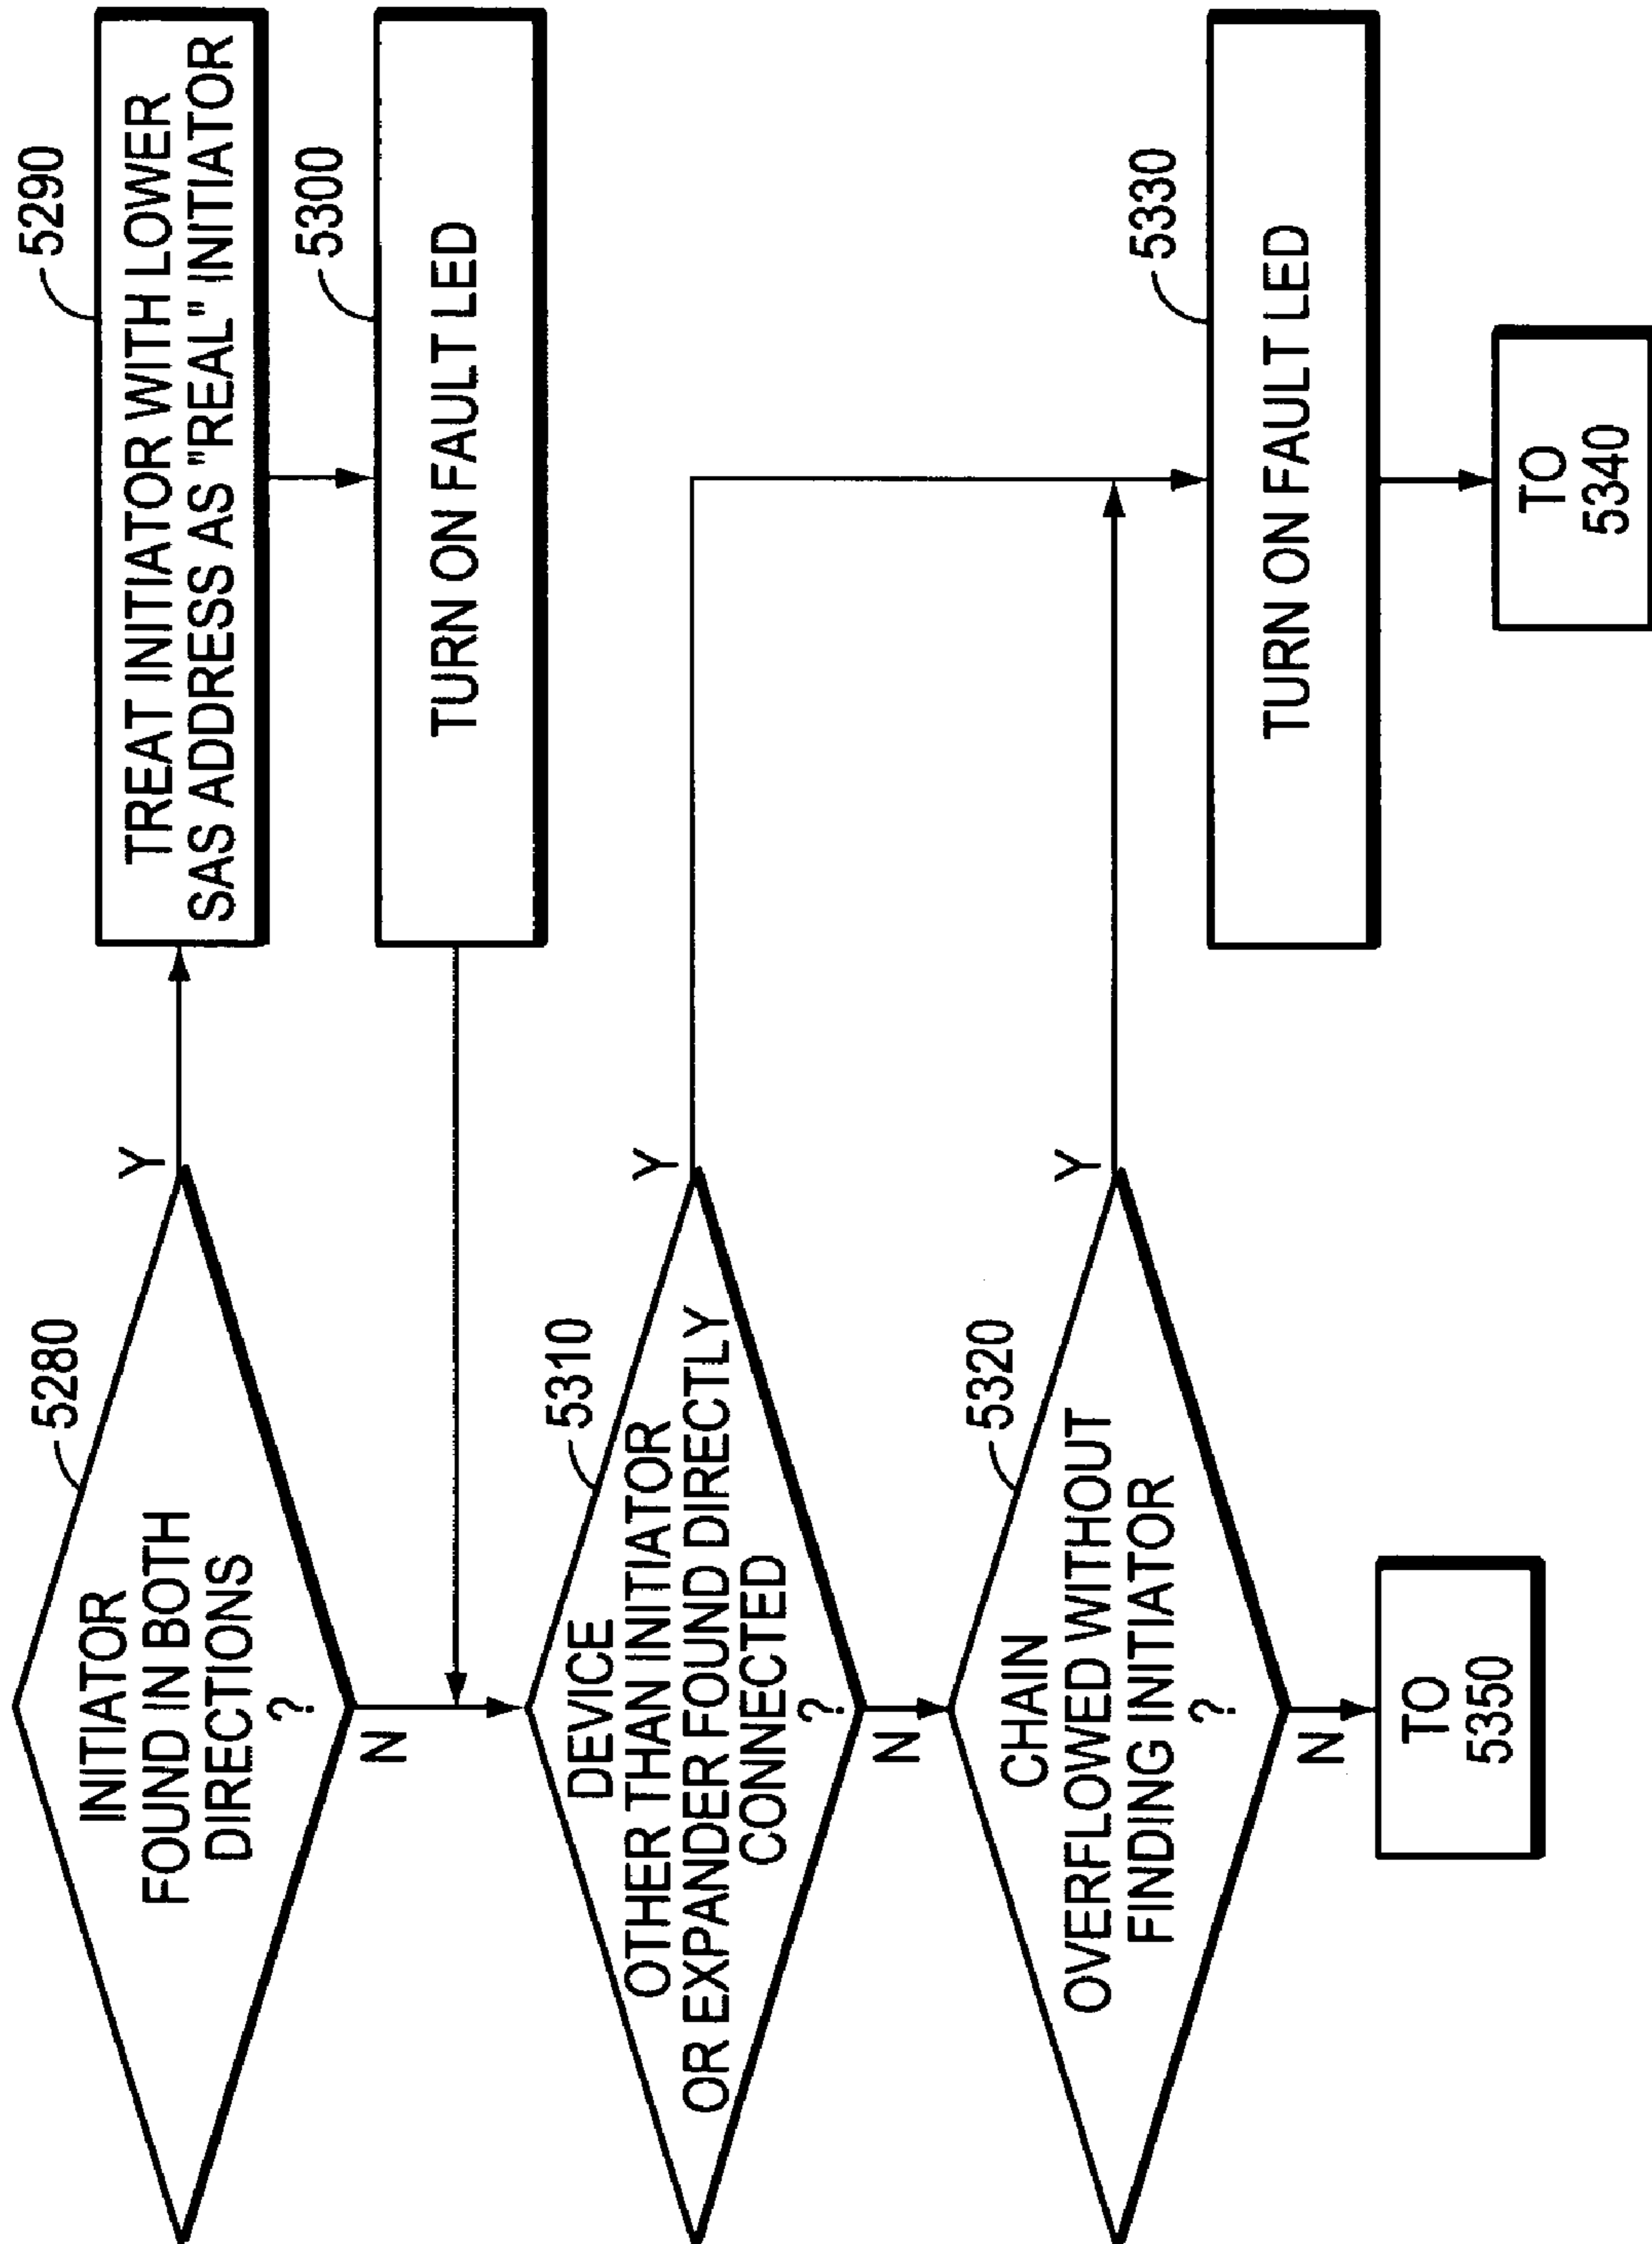 5280
INITIATOR
FOUND IN BOTH
DIRECTIONS
?
Y
N
5290
TREAT INITIATOR WITH LOWER
SAS ADDRESS AS "REAL" INITIATOR
5300
TURN ON FAULT LED
5310
DEVICE
OTHER THAN INITIATOR
OR EXPANDER FOUND DIRECTLY
CONNECTED
?
Y
N
5320
CHAIN
OVERFLOWED WITHOUT
FINDING INITIATOR
?
Y
N
5330
TURN ON FAULT LED
TO
5340
TO
5350